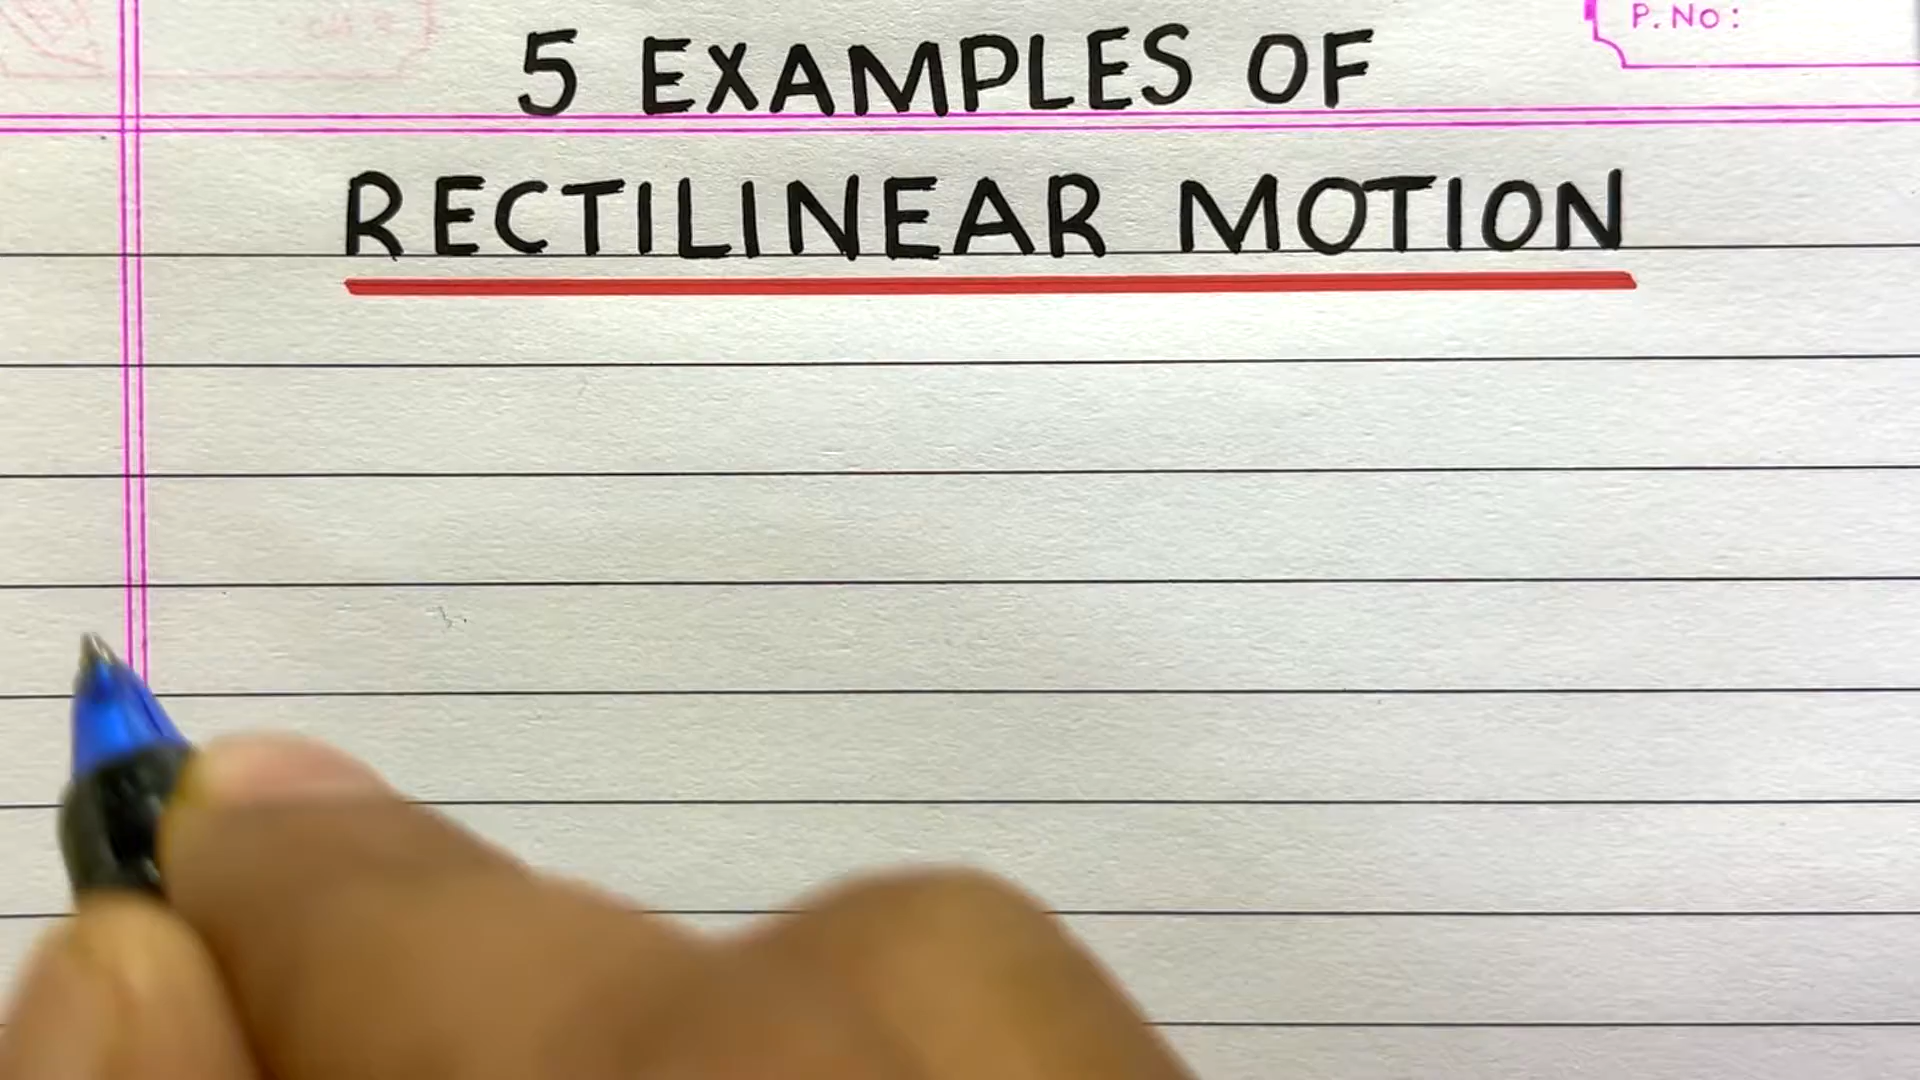 P. No :
5 EXAMPLES OF
RECTILINEAR MOTION